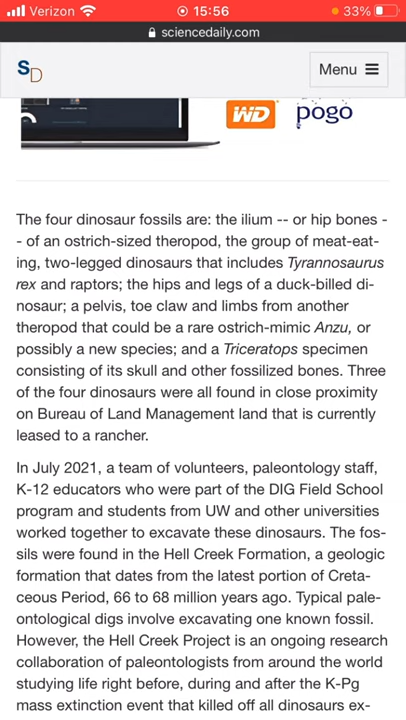 Verizon 15:56 33%
sciencedaily.com
SD Menu
WD pogo
The four dinosaur fossils are: the ilium -- or hip bones -
- of an ostrich-sized theropod, the group of meat-eat-
ing, two-legged dinosaurs that includes Tyrannosaurus
rex and raptors; the hips and legs of a duck-billed di-
nosaur; a pelvis, toe claw and limbs from another
theropod that could be a rare ostrich-mimic Anzu, or
possibly a new species; and a Triceratops specimen
consisting of its skull and other fossilized bones. Three
of the four dinosaurs were all found in close proximity
on Bureau of Land Management land that is currently
leased to a rancher.
In July 2021, a team of volunteers, paleontology staff,
K-12 educators who were part of the DIG Field School
program and students from UW and other universities
worked together to excavate these dinosaurs. The fos-
sils were found in the Hell Creek Formation, a geologic
formation that dates from the latest portion of Creta-
ceous Period, 66 to 68 million years ago. Typical pale-
ontological digs involve excavating one known fossil.
However, the Hell Creek Project is an ongoing research
collaboration of paleontologists from around the world
studying life right before, during and after the K-Pg
mass extinction event that killed off all dinosaurs ex-